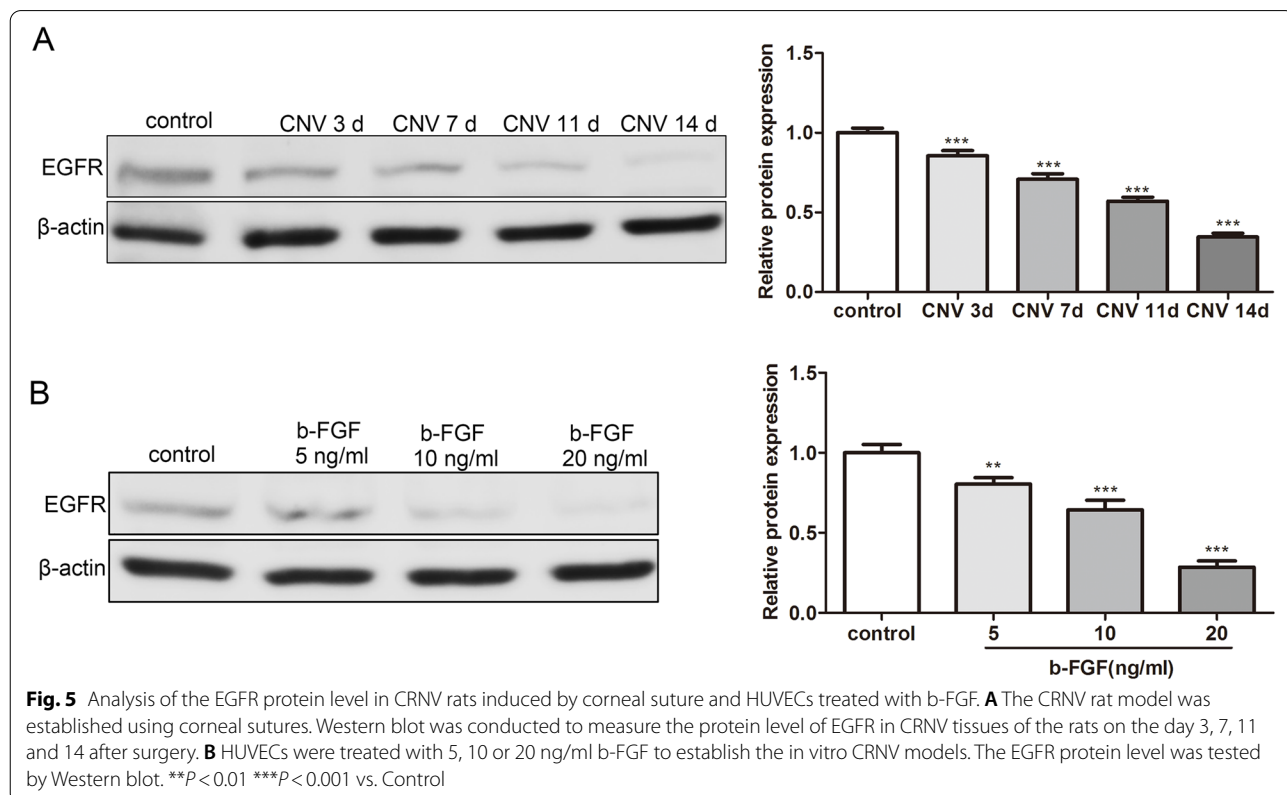 A
control CNV 3 d CNV 7 d CNV 11 d CNV 14 d
EGFR
β-actin
Relative protein expression
1.5
1.0
0.5
0.0
***
***
***
***
control CNV 3d CNV 7d CNV 11d CNV 14d
B
control b-FGF 5 ng/ml b-FGF 10 ng/ml b-FGF 20 ng/ml
EGFR
β-actin
Relative protein expression
1.5
1.0
0.5
0.0
**
***
***
control 5 10 20
b-FGF(ng/ml)
Fig. 5 Analysis of the EGFR protein level in CRNV rats induced by corneal suture and HUVECs treated with b-FGF. A The CRNV rat model was
established using corneal sutures. Western blot was conducted to measure the protein level of EGFR in CRNV tissues of the rats on the day 3, 7, 11
and 14 after surgery. B HUVECs were treated with 5, 10 or 20 ng/ml b-FGF to establish the in vitro CRNV models. The EGFR protein level was tested
by Western blot. **P < 0.01 ***P < 0.001 vs. Control